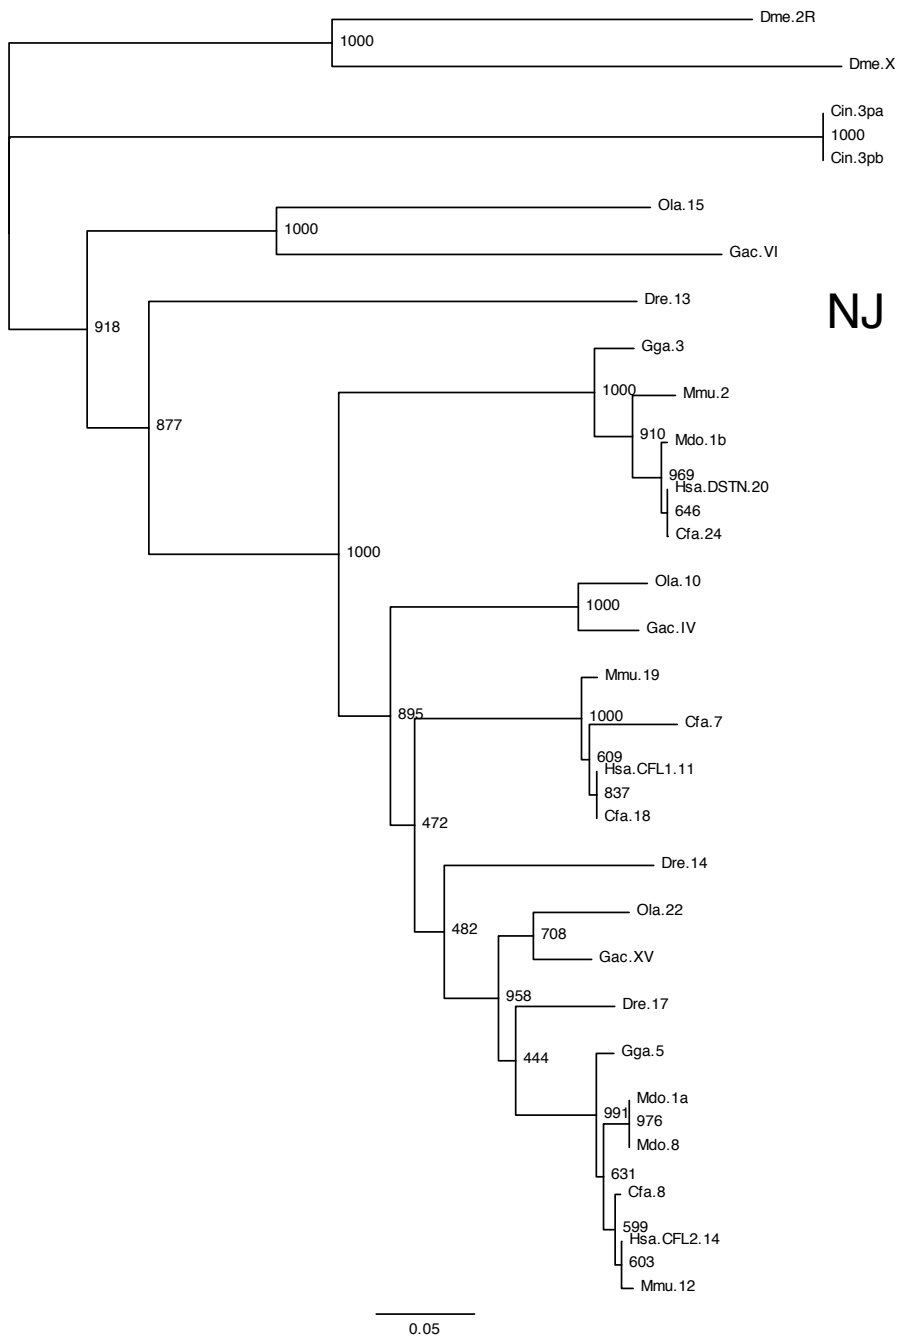 Dme.2R
1000
Dme.X
Cin.3pa
1000
Cin.3pb
Ola.15
1000
Gac.VI
Dre.13
NJ
918
Gga.3
1000
Mmu.2
877
910
Mdo.1b
969
Hsa.DSTN.20
646
Cfa.24
1000
Ola.10
1000
Gac.IV
Mmu.19
895
1000
Cfa.7
609
Hsa.CFL1.11
837
Cfa.18
472
Dre.14
Ola.22
482
708
Gac.XV
958
Dre.17
Gga.5
444
Mdo.1a
991
976
Mdo.8
631
Cfa.8
599
Hsa.CFL2.14
603
Mmu.12
0.05